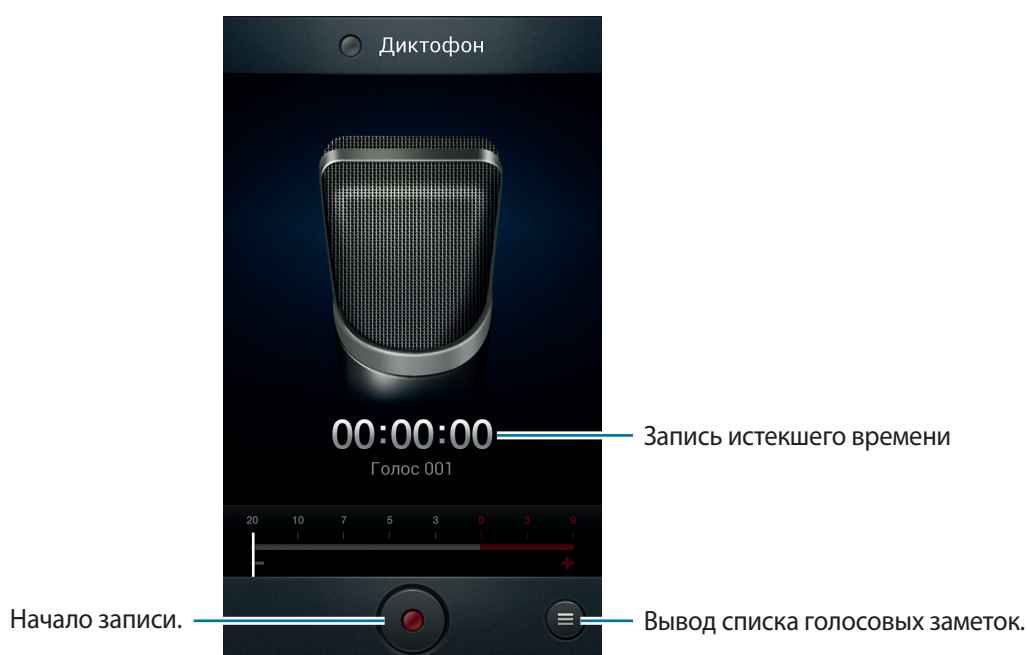 Диктофон
00:00:00
Запись истекшего времени
Голос 001
20 10 7 5 3 0 3 9
- +
Начало записи.
Вывод списка голосовых заметок.